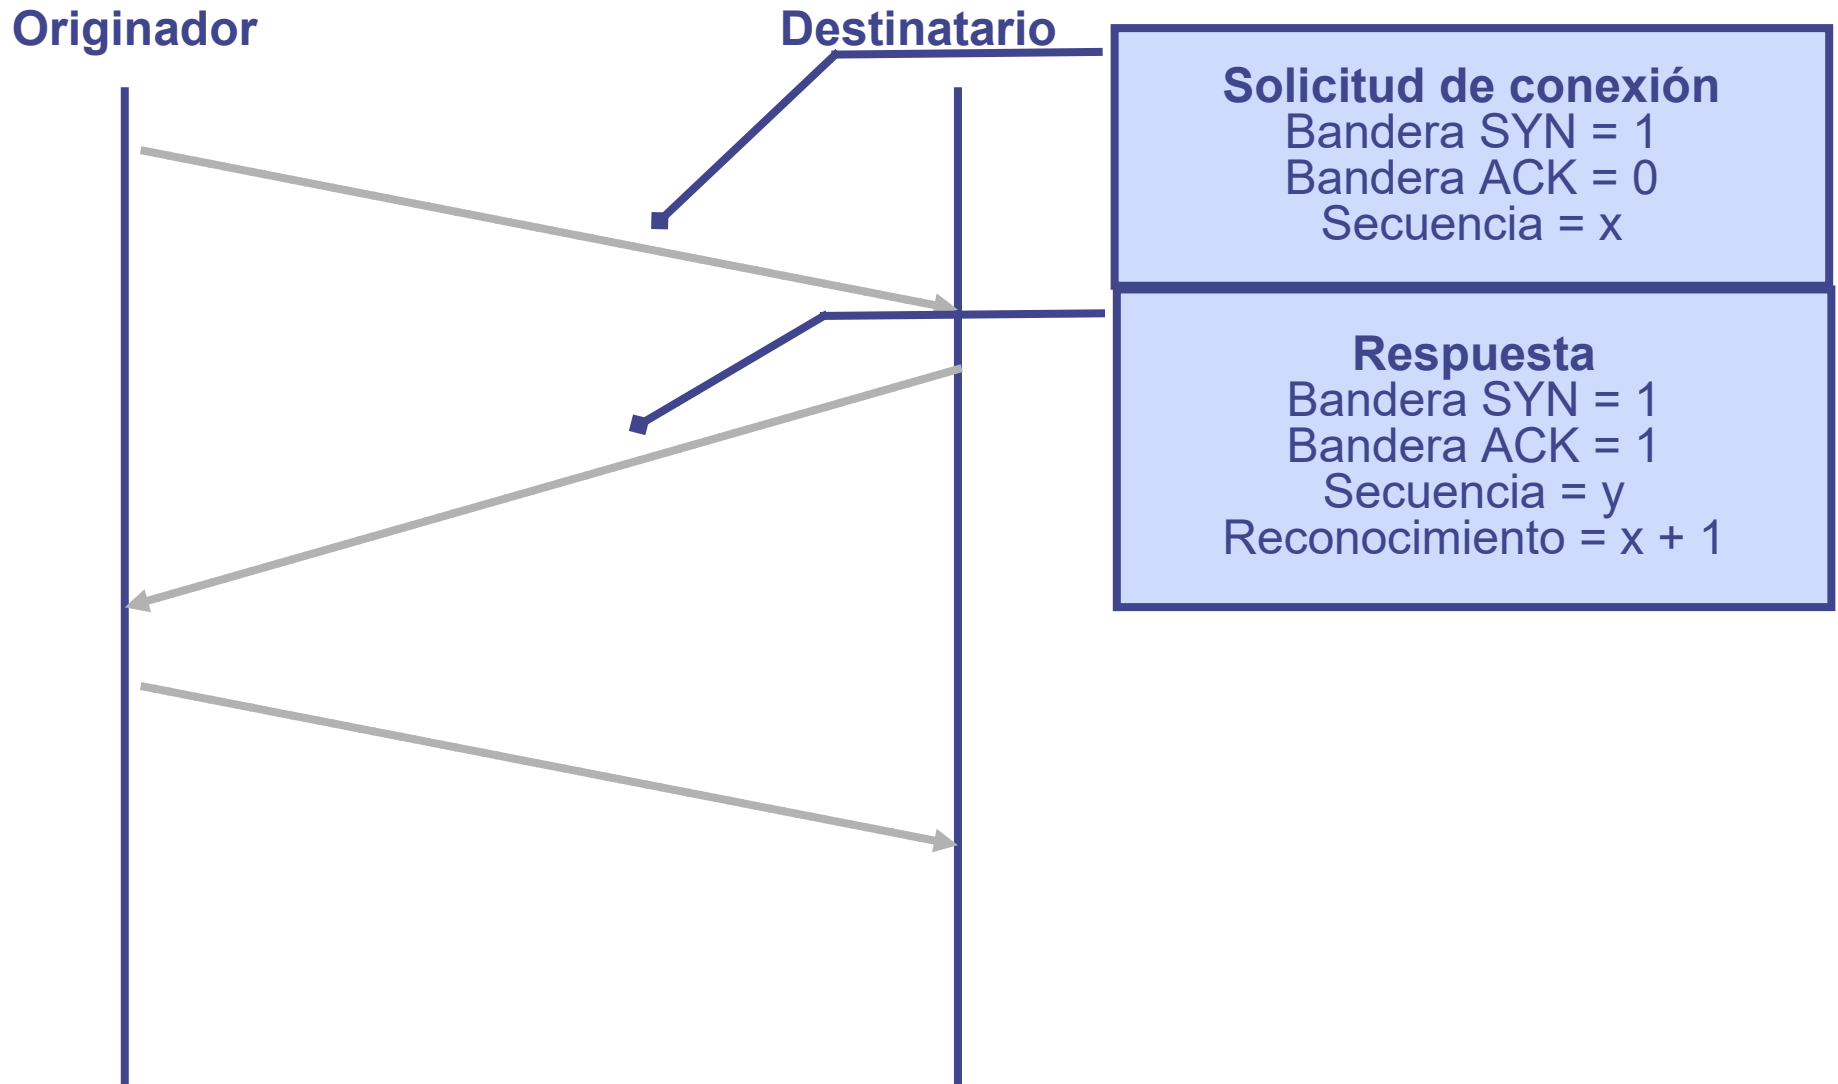 Originador
Destinatario
Solicitud de conexión
Bandera SYN = 1
Bandera ACK = 0
Secuencia = x
Respuesta
Bandera SYN = 1
Bandera ACK = 1
Secuencia = y
Reconocimiento = x + 1